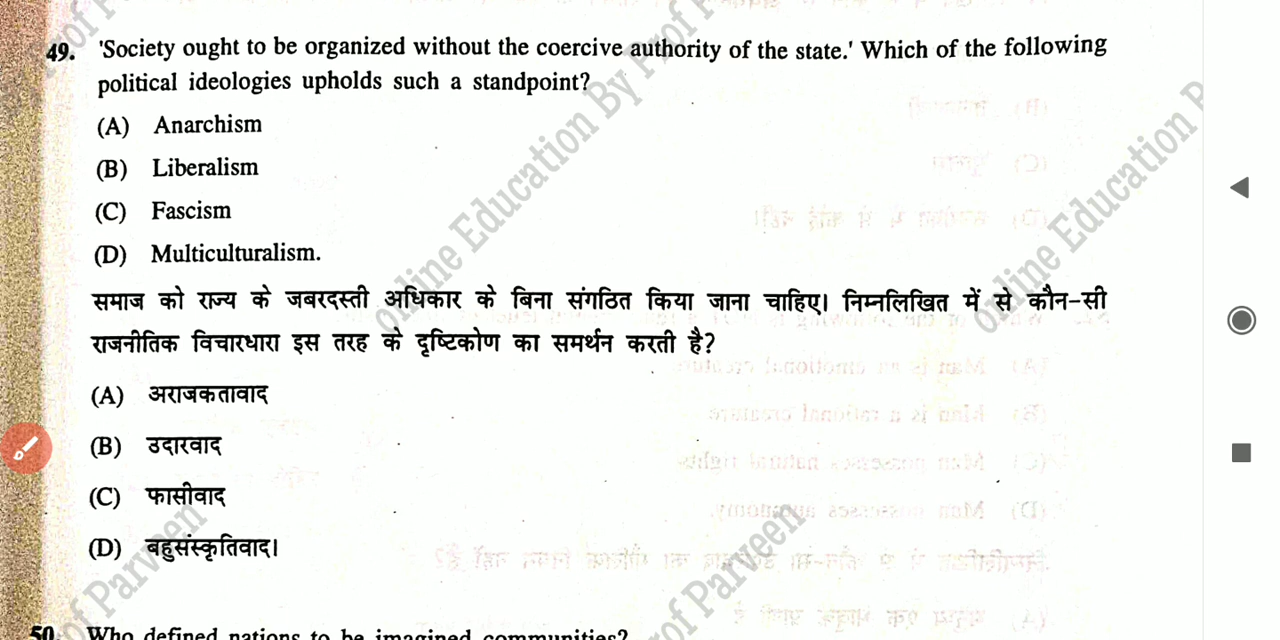 49. 'Society ought to be organized without the coercive authority of the state.' Which of the following
political ideologies upholds such a standpoint?
(A) Anarchism
(B) Liberalism
(C) Fascism
(D) Multiculturalism.
समाज को राज्य के जबरदस्ती अधिकार के बिना संगठित किया जाना चाहिए। निम्नलिखित में से कौन-सी
राजनीतिक विचारधारा इस तरह के दृष्टिकोण का समर्थन करती है?
(A) अराजकतावाद
(B) उदारवाद
(C) फासीवाद
(D) बहुसंस्कृतिवाद।
50. Who defined nations to be imagined communities?
Online Education By Prof
Online Education
of Parveen
of Parveen